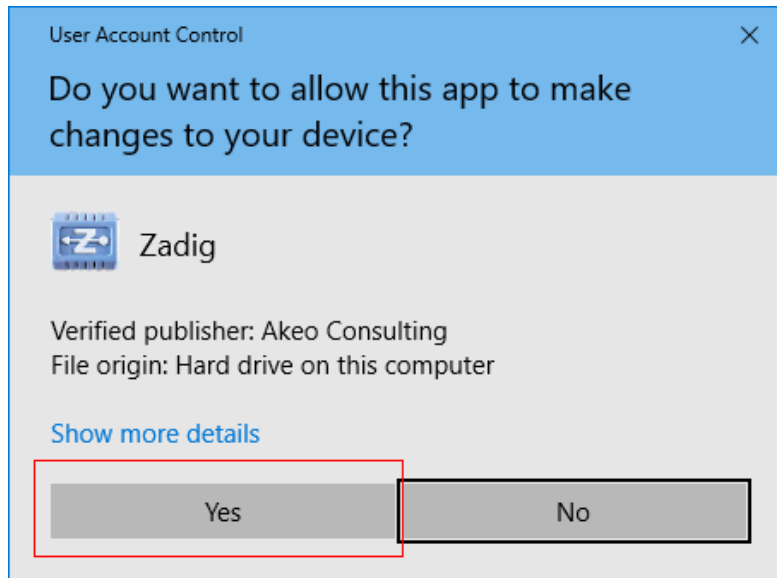 User Account Control
Do you want to allow this app to make
changes to your device?
Z
Zadig
Verified publisher: Akeo Consulting
File origin: Hard drive on this computer
Show more details
Yes
No